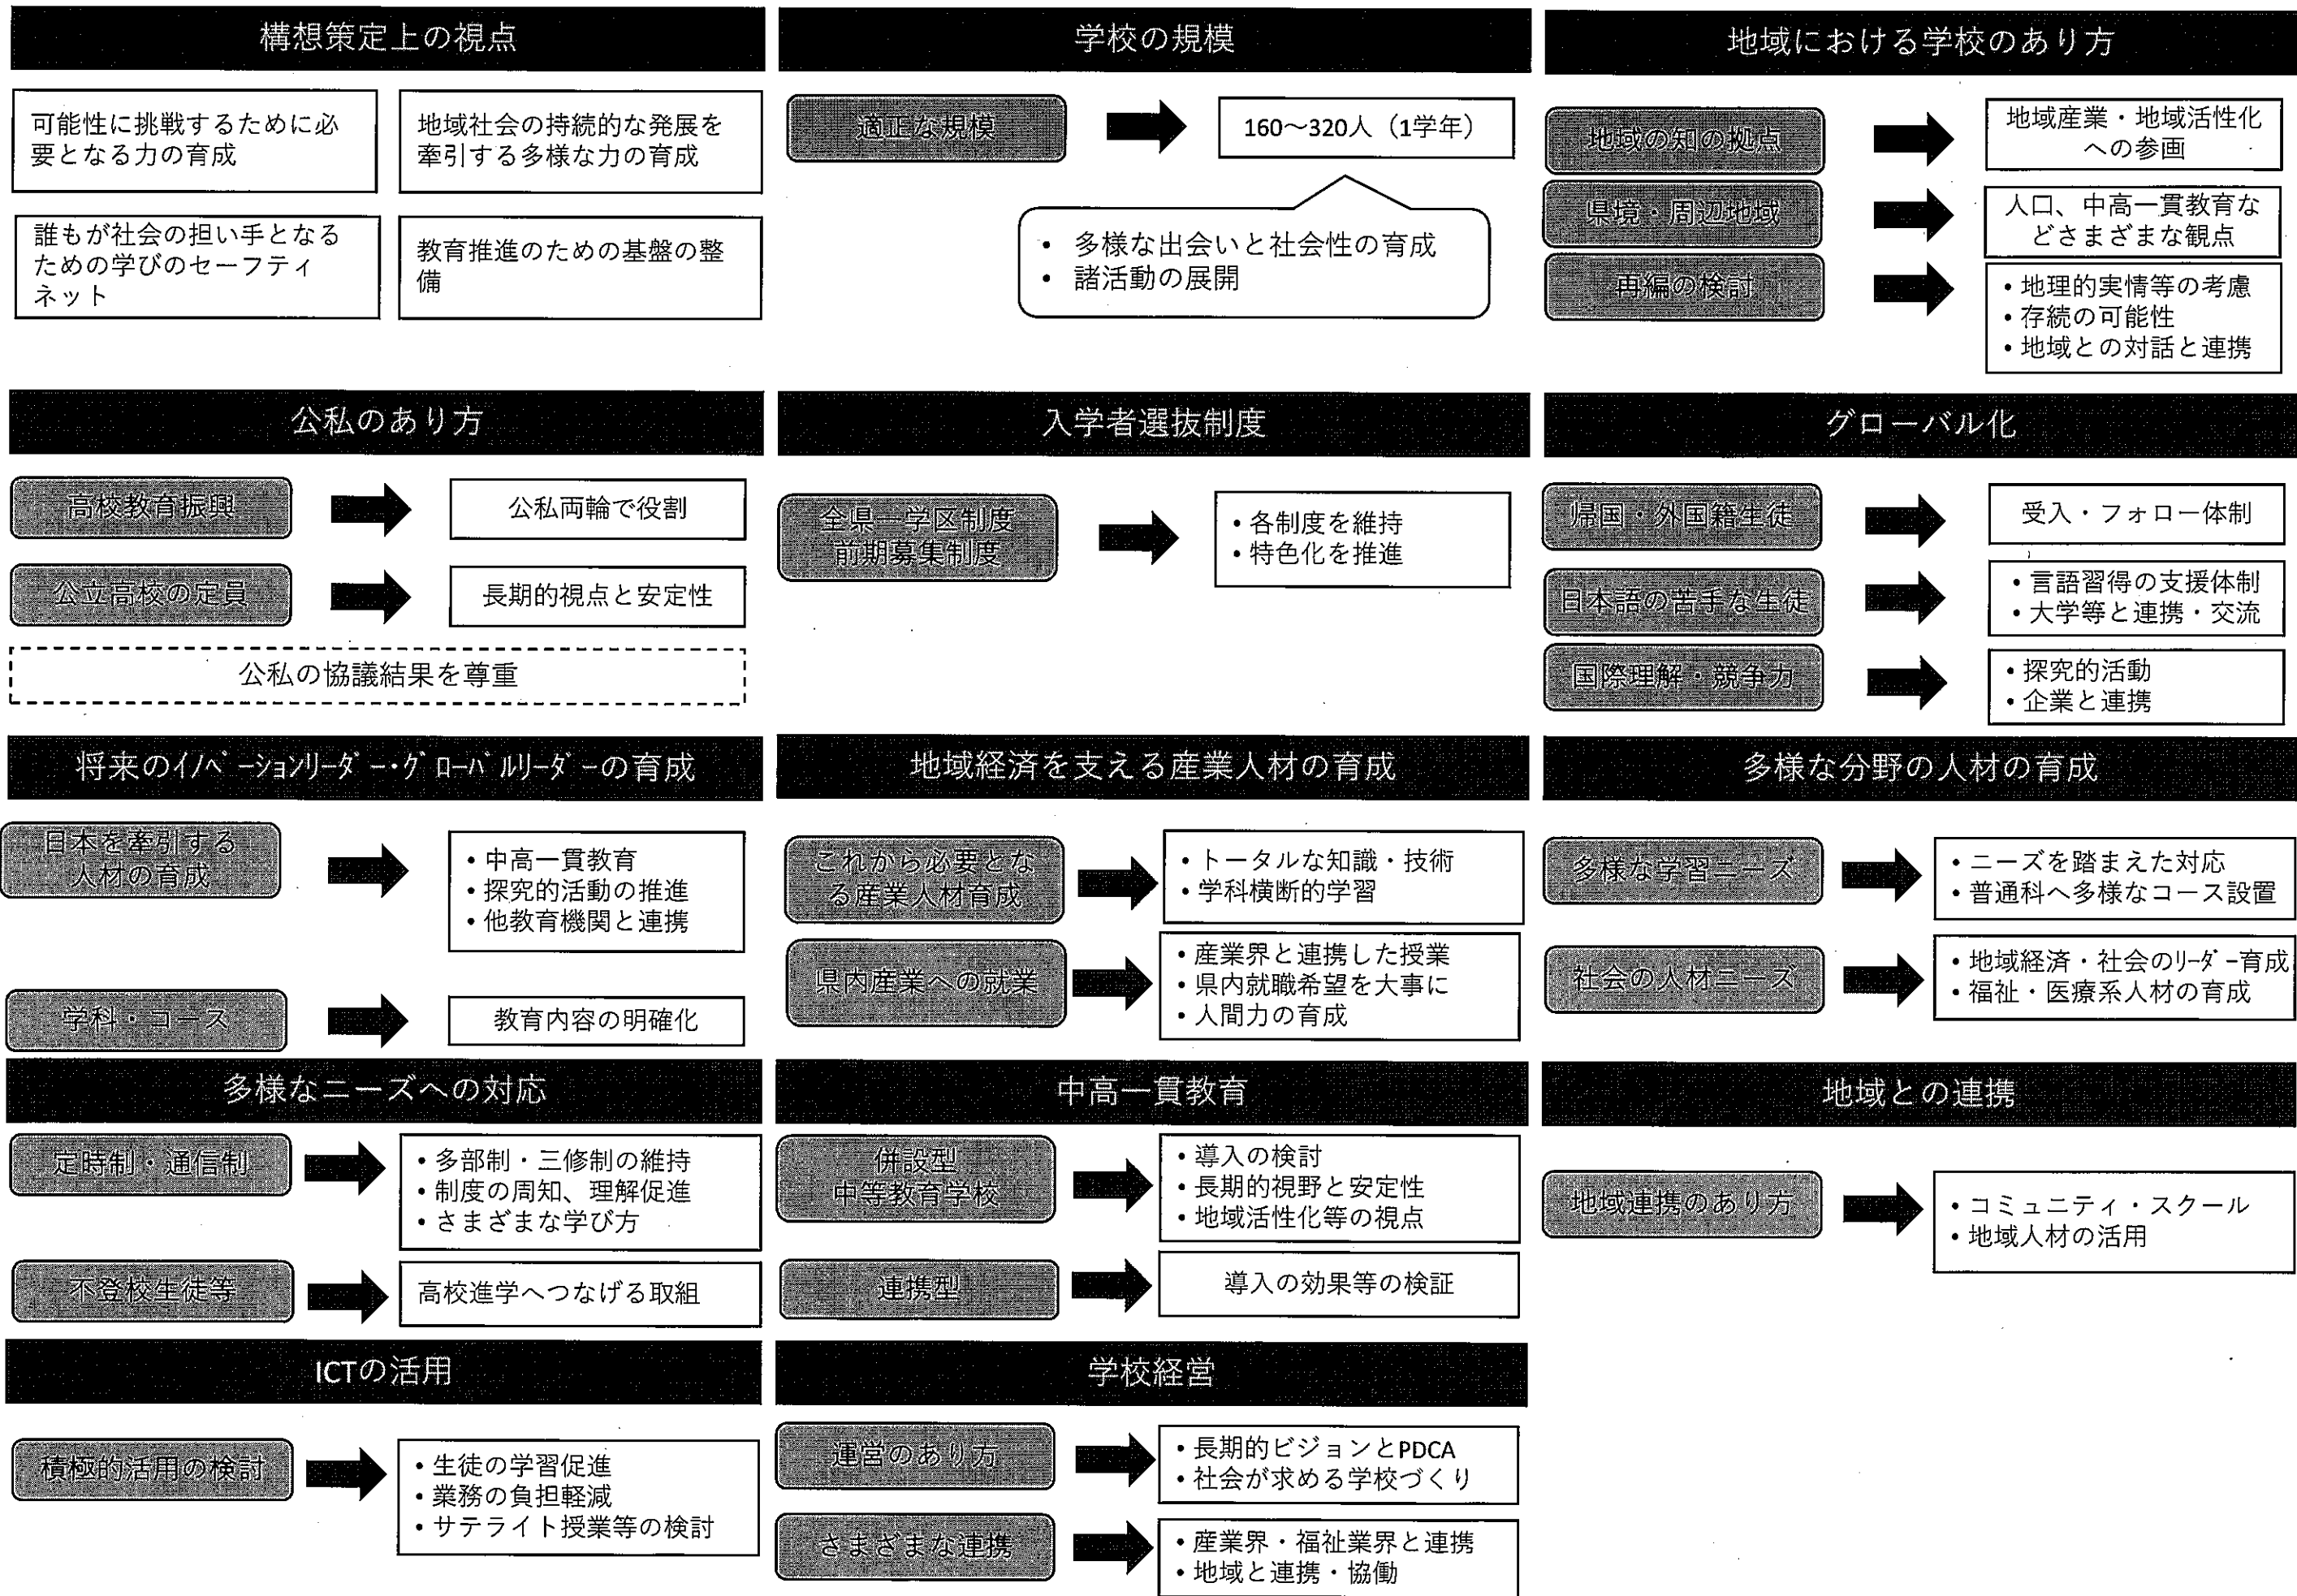 構想策定上の視点
可能性に挑戦するために必
要となる力の育成
地域社会の持続的な発展を
牽引する多様な力の育成
誰もが社会の担い手となる
ための学びのセーフティ
ネット
教育推進のための基盤の整
備
学校の規模
適正な規模
160～320人（1学年）
• 多様な出会いと社会性の育成
• 諸活動の展開
地域における学校のあり方
地域の知の拠点
地域産業・地域活性化
への参画
県境・周辺地域
人口、中高一貫教育な
どさまざまな観点
再編の検討
• 地理的実情等の考慮
• 存続の可能性
• 地域との対話と連携
公私のあり方
高校教育振興
公私両輪で役割
公立高校の定員
長期的視点と安定性
公私の協議結果を尊重
入学者選抜制度
全県一学区制度
前期募集制度
• 各制度を維持
• 特色化を推進
グローバル化
帰国・外国籍生徒
受入・フォロー体制
日本語の苦手な生徒
• 言語習得の支援体制
• 大学等と連携・交流
国際理解・競争力
• 探究的活動
• 企業と連携
将来のｲﾉﾍﾞｰｼｮﾝﾘｰﾀﾞｰ・ｸﾞﾛｰﾊﾞﾙﾘｰﾀﾞｰの育成
日本を牽引する
人材の育成
• 中高一貫教育
• 探究的活動の推進
• 他教育機関と連携
学科・コース
教育内容の明確化
地域経済を支える産業人材の育成
これから必要とな
る産業人材育成
• トータルな知識・技術
• 学科横断的学習
県内産業への就業
• 産業界と連携した授業
• 県内就職希望を大事に
• 人間力の育成
多様な分野の人材の育成
多様な学習ニーズ
• ニーズを踏まえた対応
• 普通科へ多様なコース設置
社会の人材ニーズ
• 地域経済・社会のﾘｰﾀﾞｰ育成
• 福祉・医療系人材の育成
多様なニーズへの対応
定時制・通信制
• 多部制・三修制の維持
• 制度の周知、理解促進
• さまざまな学び方
不登校生徒等
高校進学へつなげる取組
中高一貫教育
併設型
中等教育学校
• 導入の検討
• 長期的視野と安定性
• 地域活性化等の視点
連携型
導入の効果等の検証
地域との連携
地域連携のあり方
• コミュニティ・スクール
• 地域人材の活用
ICTの活用
積極的活用の検討
• 生徒の学習促進
• 業務の負担軽減
• サテライト授業等の検討
学校経営
運営のあり方
• 長期的ビジョンとPDCA
• 社会が求める学校づくり
さまざまな連携
• 産業界・福祉業界と連携
• 地域と連携・協働